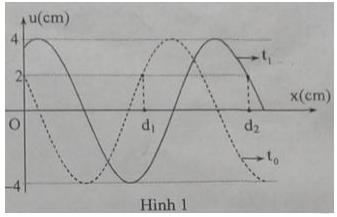 u(cm)
4
t₁
2
x(cm)
O
d₁
d₂
t₀
-4
Hình 1